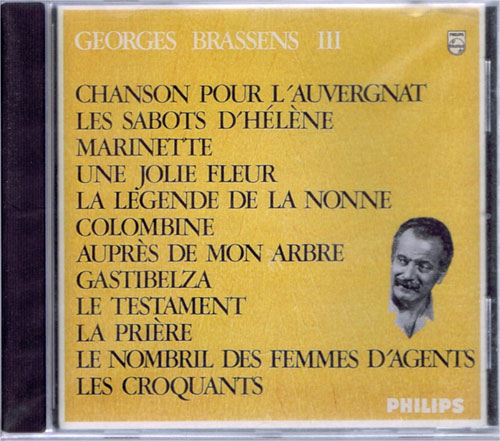 GEORGES BRASSENS III
PHILIPS
CHANSON POUR L'AUVERGNAT
LES SABOTS D'HÉLÈNE
MARINETTE
UNE JOLIE FLEUR
LA LÉGENDE DE LA NONNE
COLOMBINE
AUPRÈS DE MON ARBRE
GASTIBELZA
LE TESTAMENT
LA PRIÈRE
LE NOMBRIL DES FEMMES D'AGENTS
LES CROQUANTS
PHILIPS